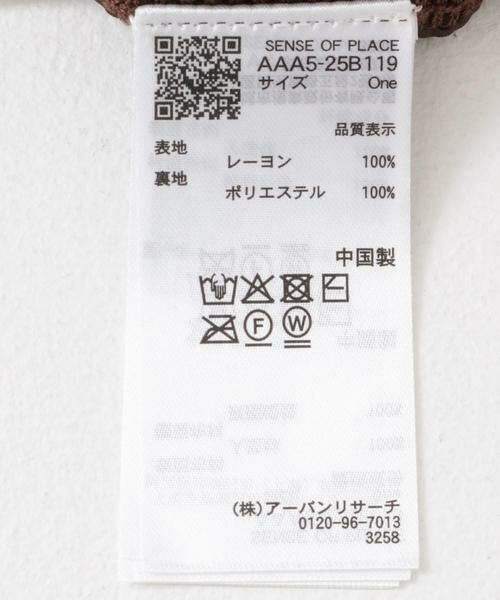 SENSE OF PLACE
AAA5-25B119
サイズ One
品質表示
表地
レーヨン 100%
裏地
ポリエステル 100%
中国製
F W
(株)アーバンリサーチ
0120-96-7013
3258